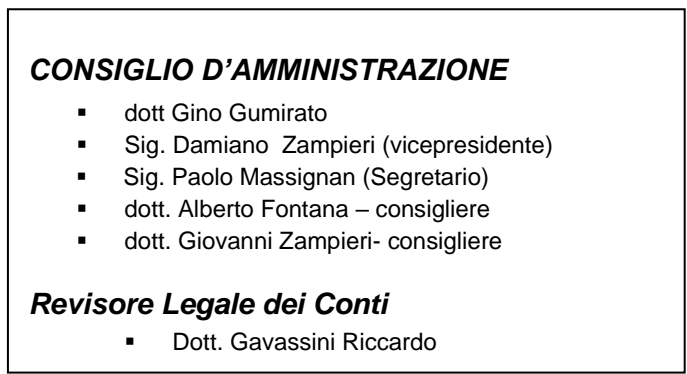 CONSIGLIO D’AMMINISTRAZIONE
▪ dott Gino Gumirato
▪ Sig. Damiano  Zampieri (vicepresidente)
▪ Sig. Paolo Massignan (Segretario)
▪ dott. Alberto Fontana – consigliere
▪ dott. Giovanni Zampieri- consigliere
Revisore Legale dei Conti
▪ Dott. Gavassini Riccardo